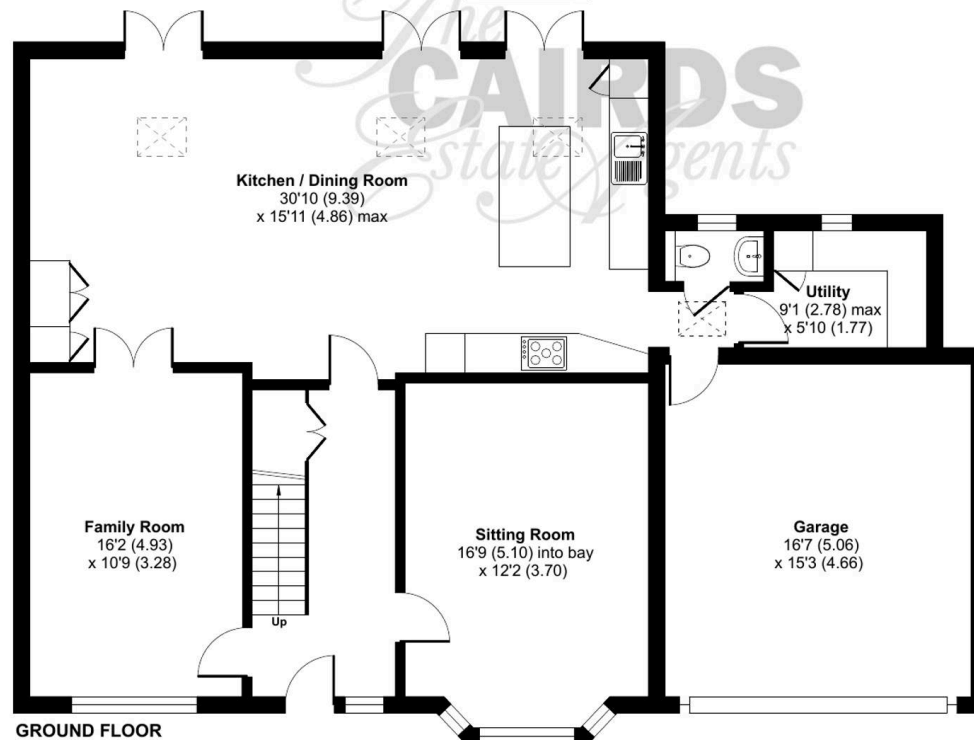 The
CAIRDS
Estate Agents
Kitchen / Dining Room
30'10 (9.39)
x 15'11 (4.86) max
Utility
9'1 (2.78) max
x 5'10 (1.77)
Family Room
16'2 (4.93)
x 10'9 (3.28)
Sitting Room
16'9 (5.10) into bay
x 12'2 (3.70)
Garage
16'7 (5.06)
x 15'3 (4.66)
Up
GROUND FLOOR